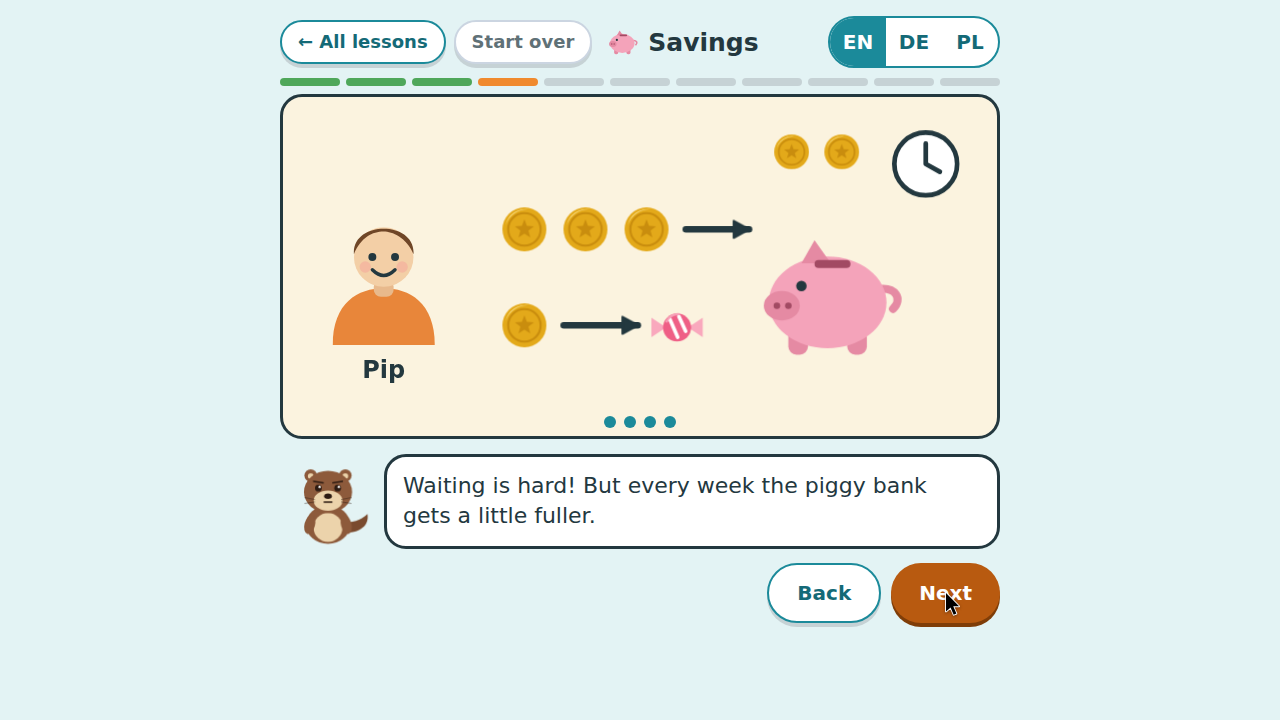 ← All lessons
Start over
Savings
EN DE PL
Pip
Waiting is hard! But every week the piggy bank
gets a little fuller.
Back
Next